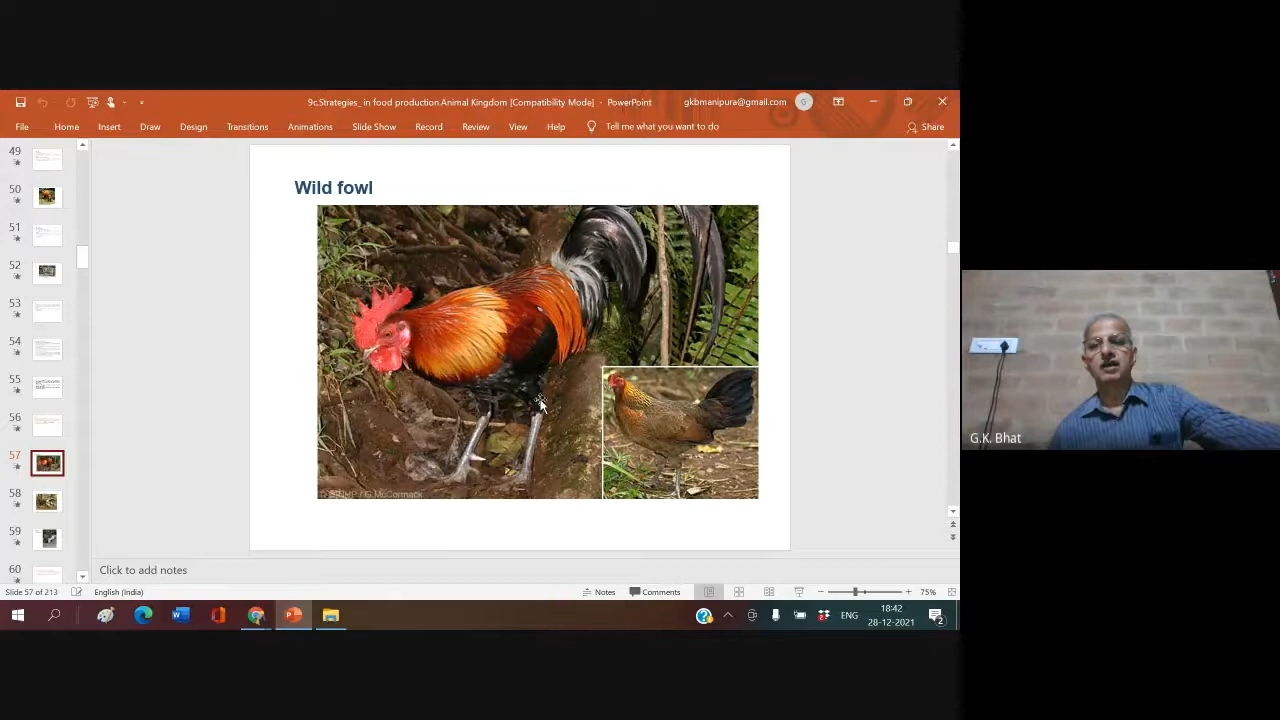 9c.Strategies_ in food production.Animal Kingdom [Compatibility Mode] - PowerPoint
gkbmanipura@gmail.com
G
File Home Insert Draw Design Transitions Animations Slide Show Record Review View Help Tell me what you want to do
Share
49
50
51
52
53
54
55
56
57
58
59
60
Wild fowl
G.K. Bhat
Click to add notes
Slide 57 of 213
English (India)
Notes
Comments
75%
ENG
18:42
28-12-2021
2